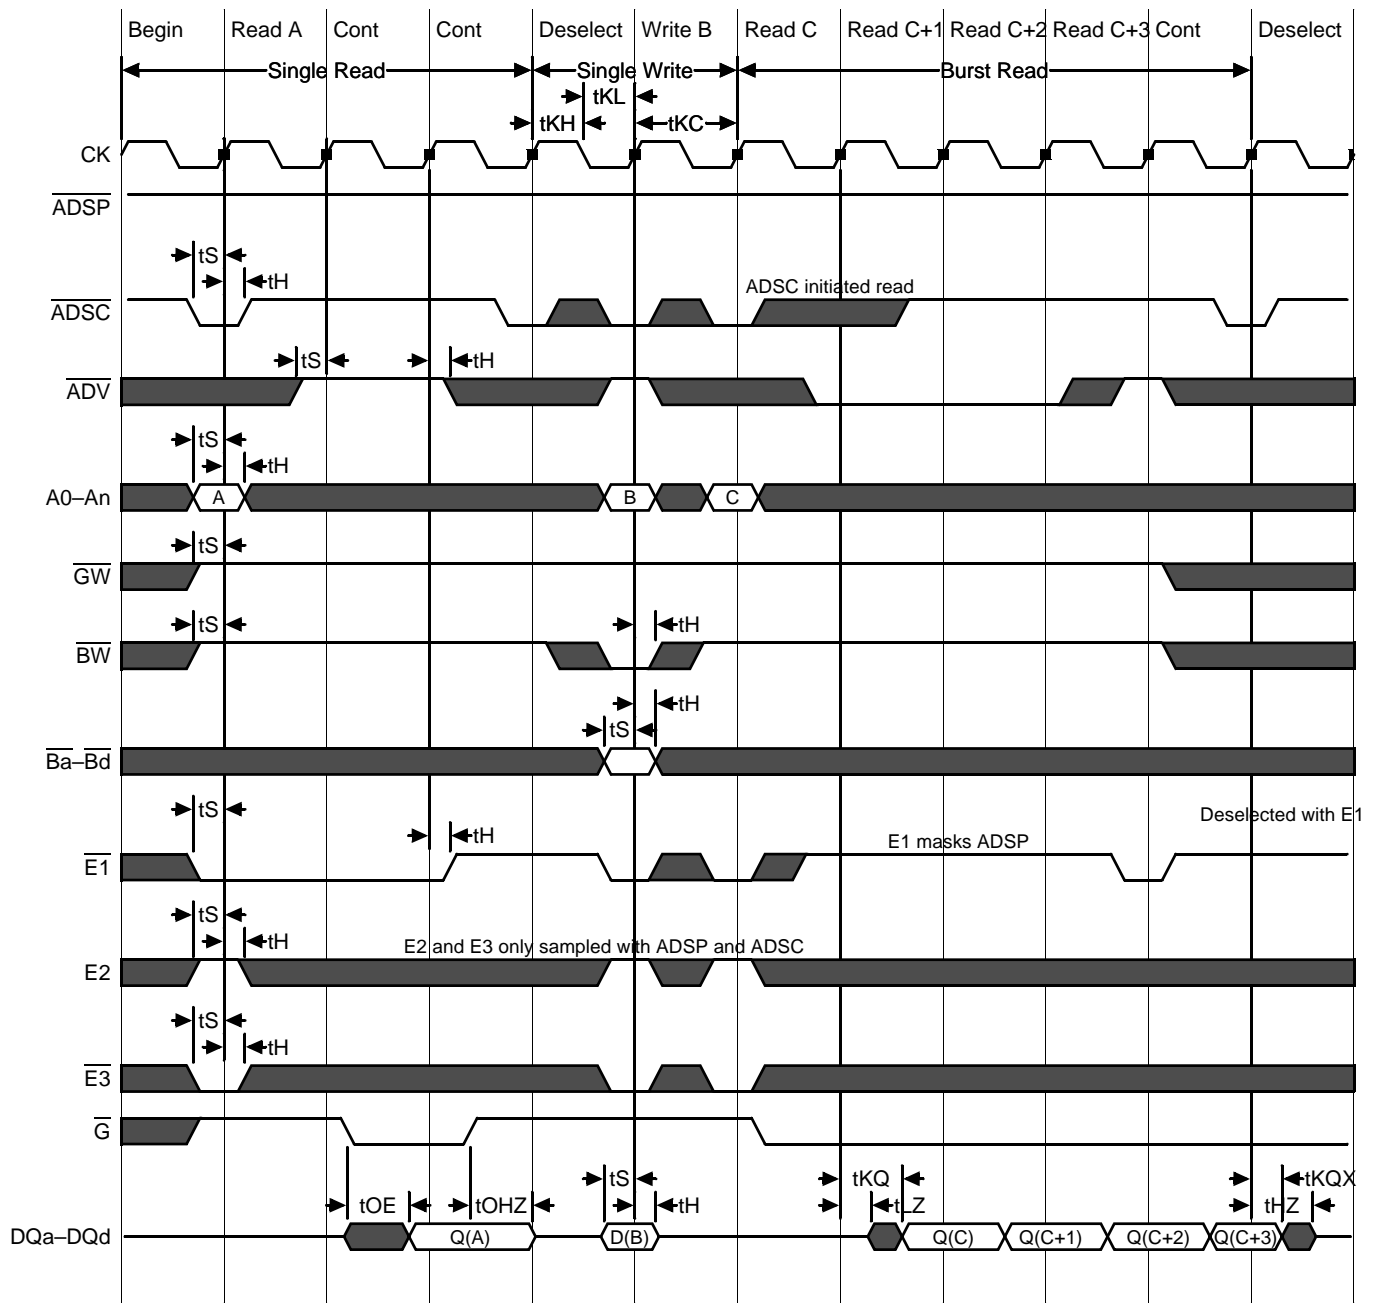 Begin Read A Cont Cont Deselect Write B Read C Read C+1 Read C+2 Read C+3 Cont Deselect
Single Read Single Write Burst Read
tKL
tKH tKC
CK
ADSP
tS
tH
ADSC initiated read
ADSC
tS tH
ADV
tS
tH
A0–An A B C
tS
GW
tS tH
BW
tH
tS
Ba–Bd
tS
Deselected with E1
tH
E1 masks ADSP
E1
tS
tH
E2 and E3 only sampled with ADSP and ADSC
E2
tS
tH
E3
G
tS tKQ tKQX
tOE tOHZ tH tLZ tHZ
DQa–DQd Q(A) D(B) Q(C) Q(C+1) Q(C+2) Q(C+3)